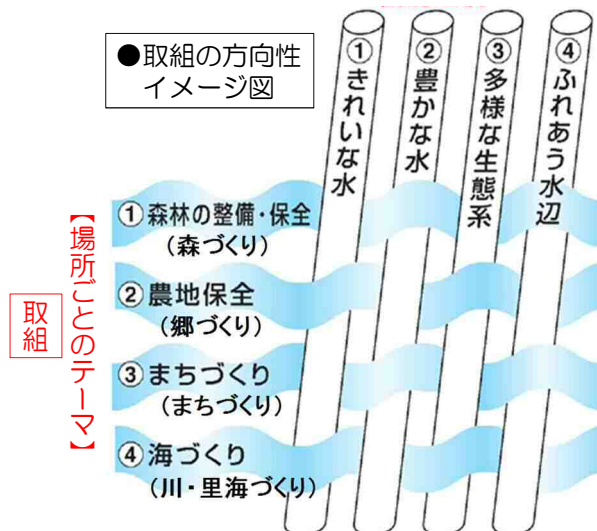 ●取組の方向性
イメージ図
①きれいな水
②豊かな水
③多様な生態系
④ふれあう水辺
取組
【場所ごとのテーマ】
①森林の整備・保全
(森づくり)
②農地保全
(郷づくり)
③まちづくり
(まちづくり)
④海づくり
(川・里海づくり)